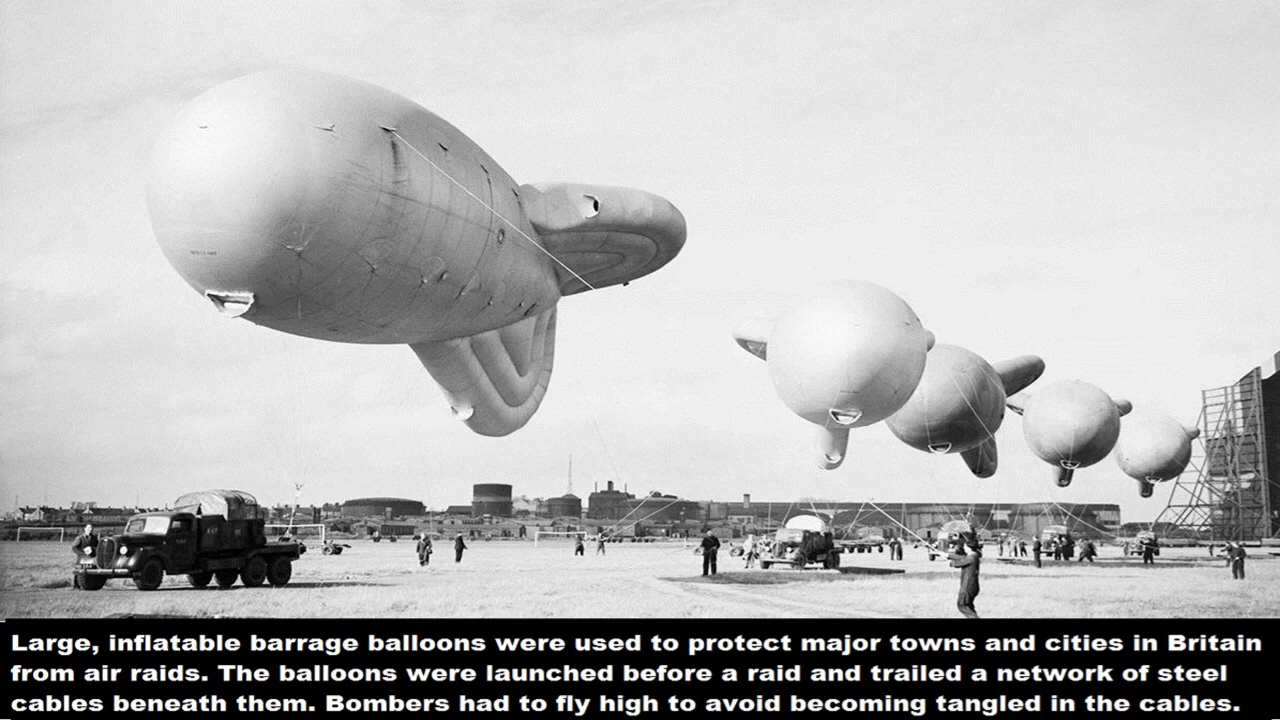 Large, inflatable barrage balloons were used to protect major towns and cities in Britain
from air raids. The balloons were launched before a raid and trailed a network of steel
cables beneath them. Bombers had to fly high to avoid becoming tangled in the cables.